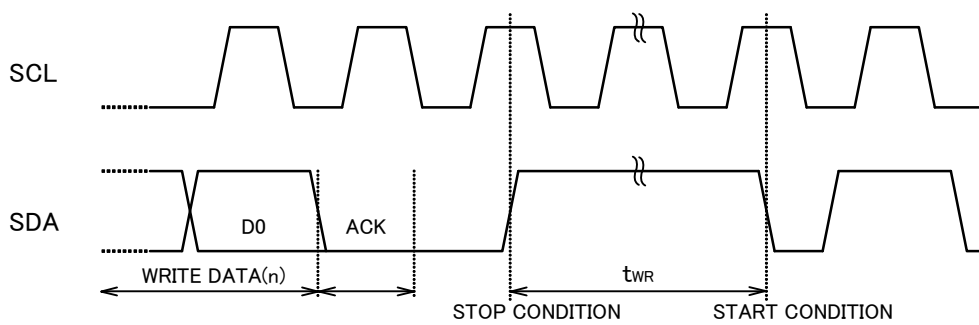 SCL
SDA
D0
ACK
WRITE DATA(n)
tWR
STOP CONDITION
START CONDITION